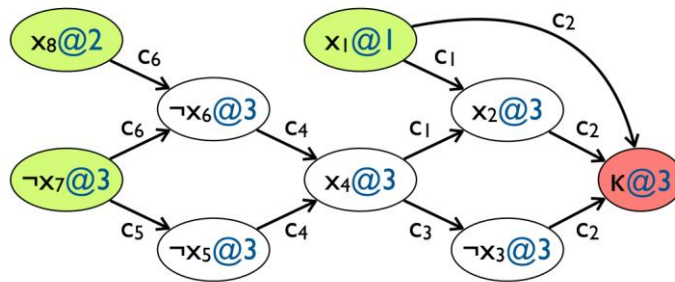 x₈@2
x₁@1
c₂
c₆
c₁
¬x₆@3
x₂@3
c₆
c₄
c₁
c₂
¬x₇@3
x₄@3
κ@3
c₅
c₄
c₃
c₂
¬x₅@3
¬x₃@3